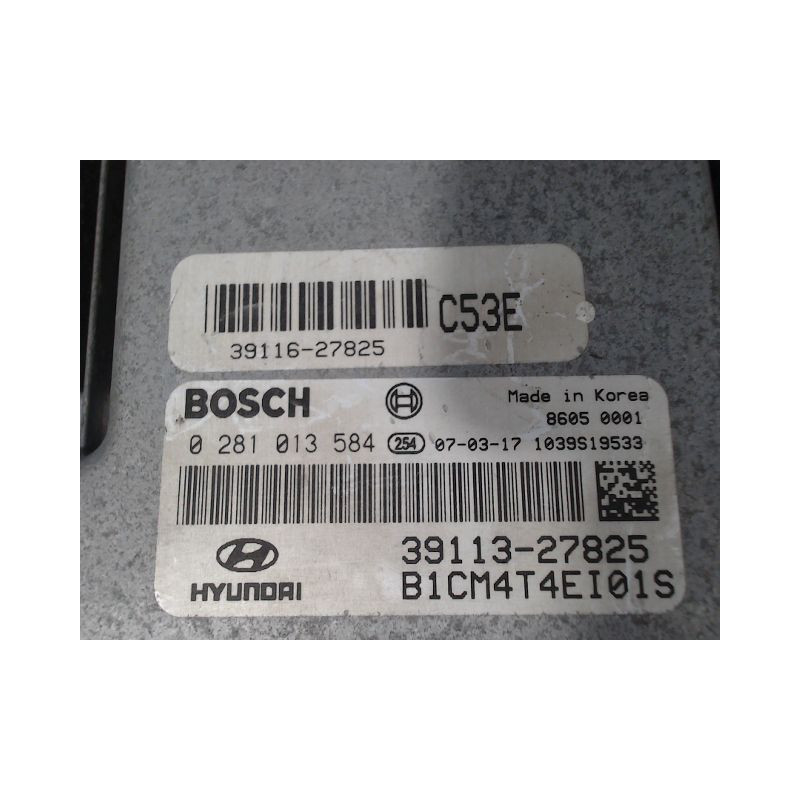 C53E
39116-27825
BOSCH
Made in Korea
8605 0001
0 281 013 584 254 07-03-17 1039S19533
HYUNDAI
39113-27825
B1CM4T4EI01S